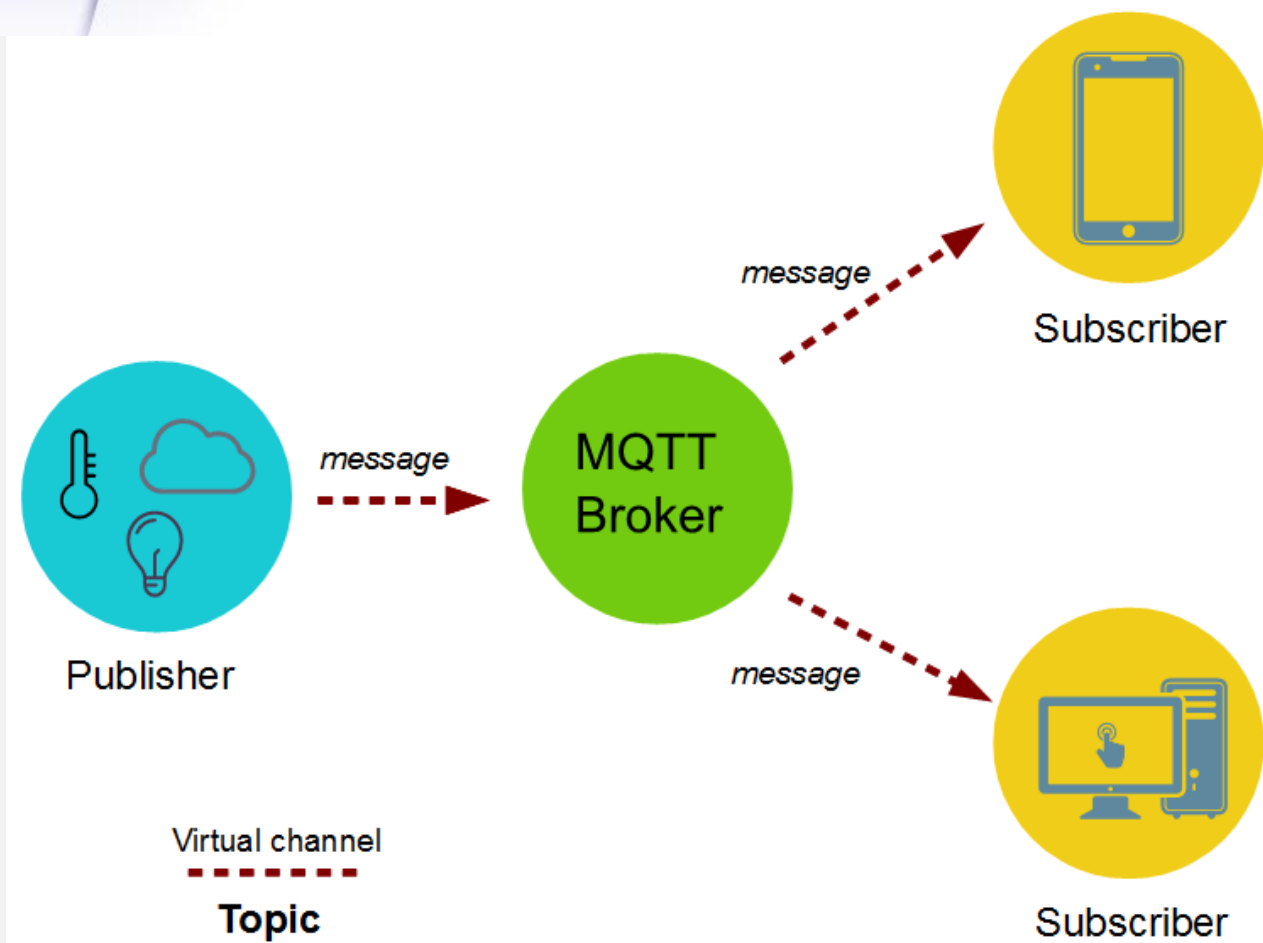 message
Subscriber
message
MQTT
Broker
Publisher
message
Virtual channel
Topic
Subscriber